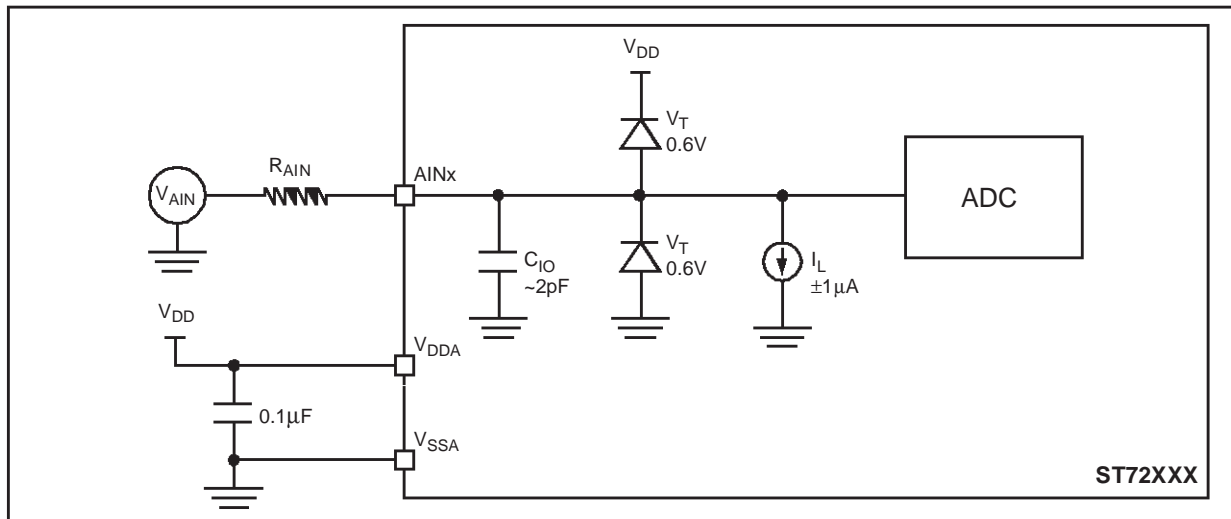 VDD
VT
0.6V
RAIN
VAIN
AINx
ADC
CIO
~2pF
VT
0.6V
IL
±1μA
VDD
VDDA
0.1μF
VSSA
ST72XXX